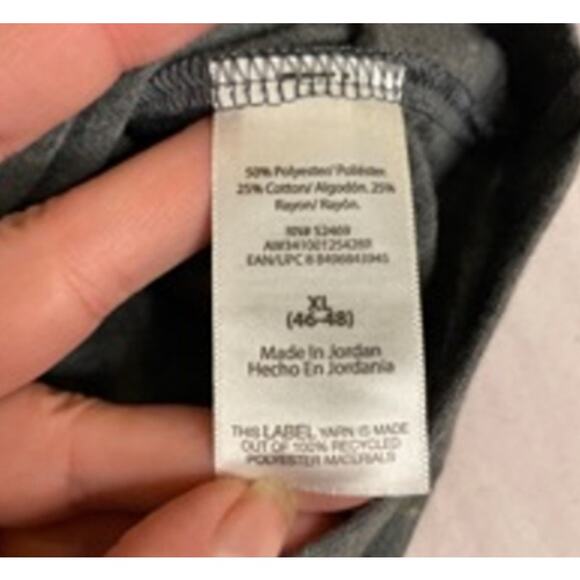 50% Polyester/ Poliéster.
25% Cotton/ Algodón. 25%
Rayon/ Rayón.
RN# 52469
EAN/UPC
XL
(46-48)
Made In Jordan
Hecho En Jordania
THIS LABEL YARN IS MADE
OUT OF 100% RECYCLED
POLYESTER MATERIALS